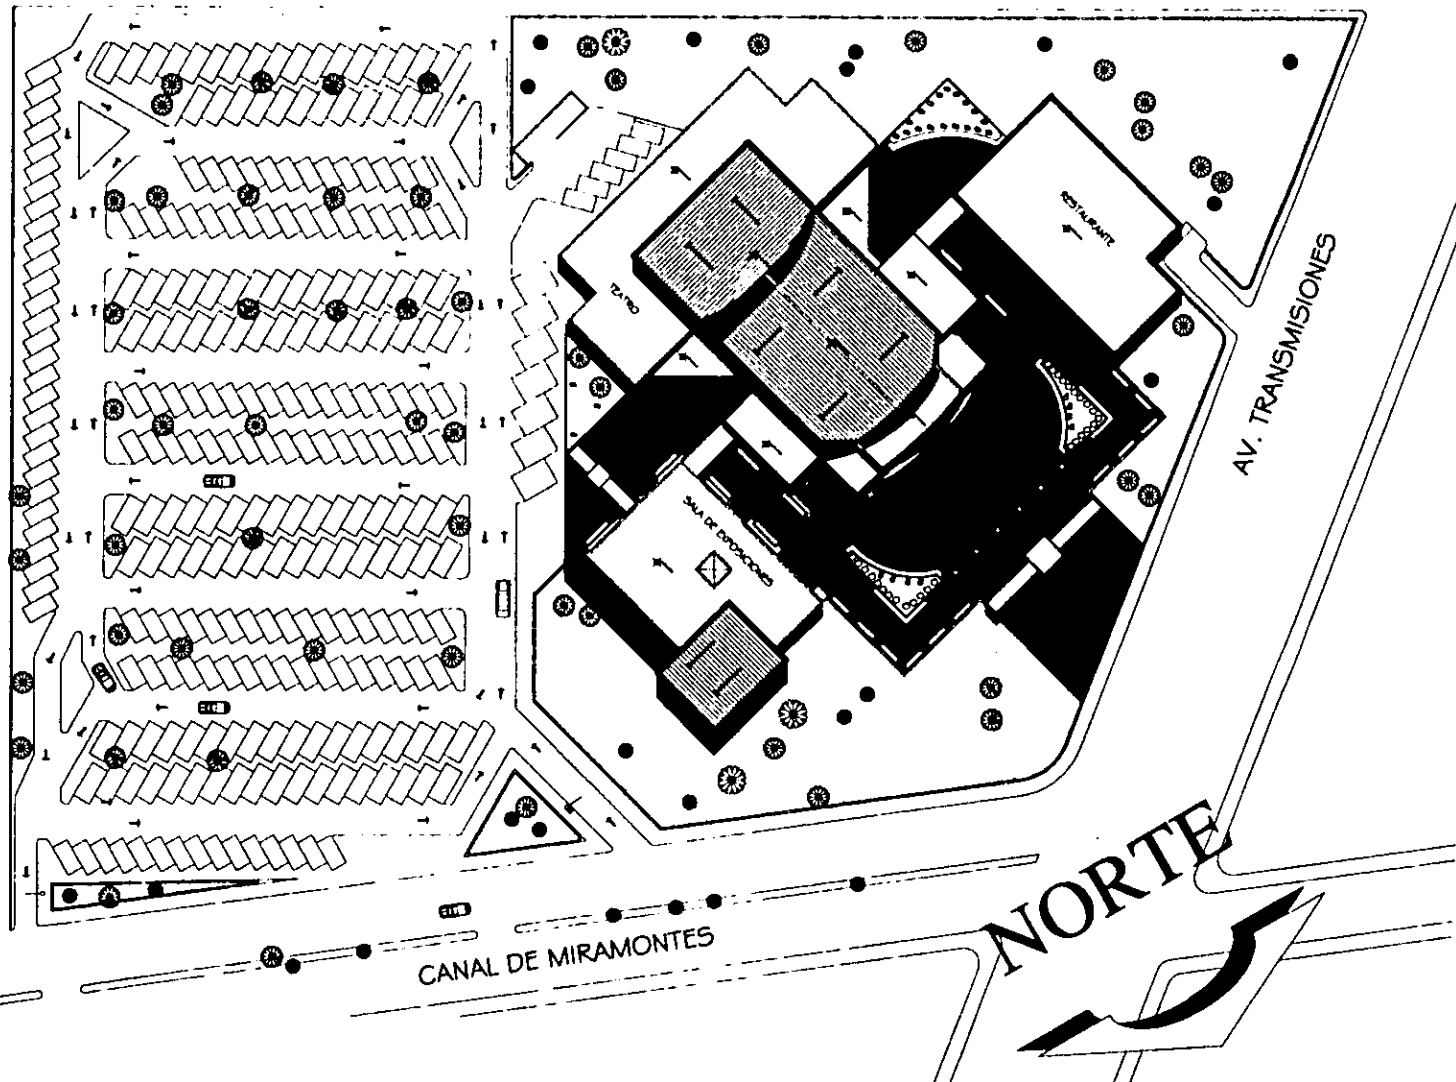 RESTAURANTE
TEATRO
SALA DE EXPOSICIONES
AV. TRANSMISIONES
CANAL DE MIRAMONTES
NORTE